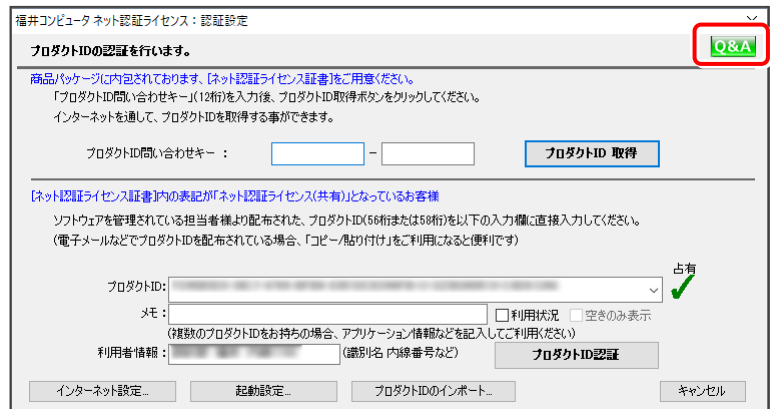 福井コンピュータ ネット認証ライセンス：認証設定
プロダクトIDの認証を行います。
Q&A
商品パッケージに内包されております、[ネット認証ライセンス証書]をご用意ください。
「プロダクトID問い合わせキー」(12桁)を入力後、プロダクトID取得ボタンをクリックしてください。
インターネットを通して、プロダクトIDを取得する事ができます。
プロダクトID問い合わせキー ：
－
プロダクトID 取得
[ネット認証ライセンス証書]内の表記が「ネット認証ライセンス(共有)」となっているお客様
ソフトウェアを管理されている担当者様より配布された、プロダクトID(56桁または58桁)を以下の入力欄に直接入力してください。
(電子メールなどでプロダクトIDを配布されている場合、「コピー/貼り付け」をご利用になると便利です)
プロダクトID:
占有
メモ：
利用状況
空きのみ表示
(複数のプロダクトIDをお持ちの場合、アプリケーション情報などを記入してご利用ください)
利用者情報：
(識別名 内線番号など)
プロダクトID認証
インターネット設定...
起動設定...
プロダクトIDのインポート...
キャンセル